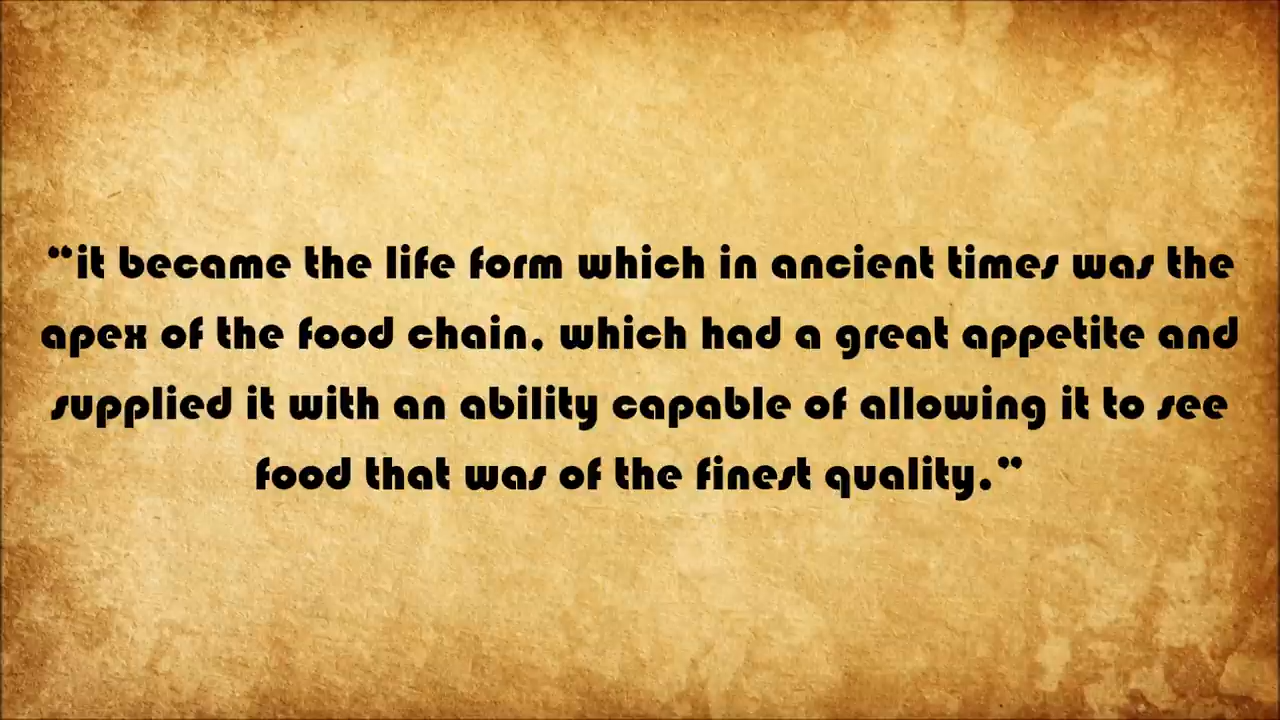 “it became the life form which in ancient times was the
apex of the food chain, which had a great appetite and
supplied it with an ability capable of allowing it to see
food that was of the finest quality.”